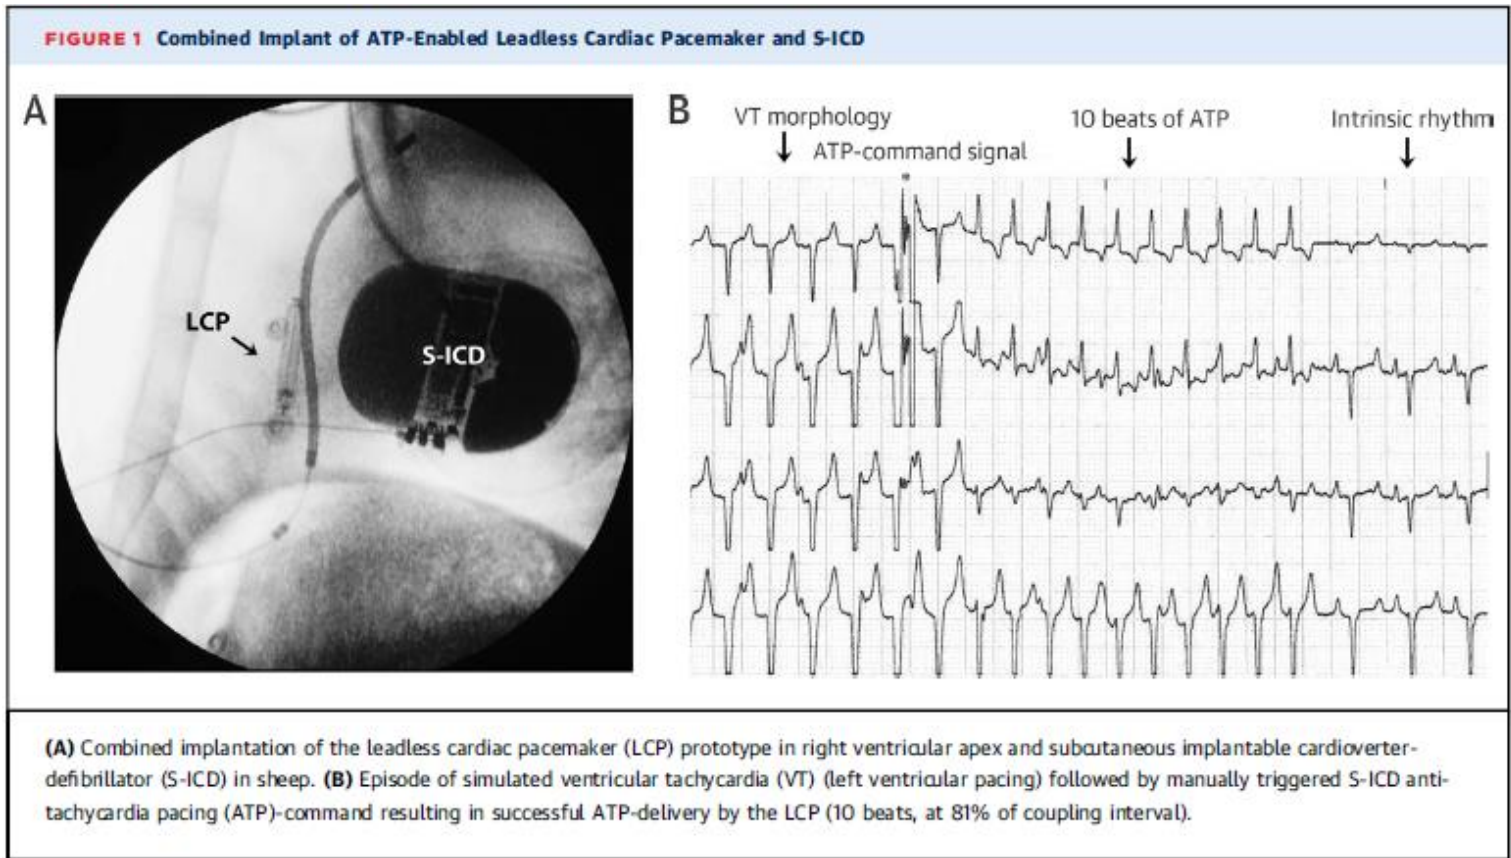 FIGURE 1 Combined Implant of ATP-Enabled Leadless Cardiac Pacemaker and S-ICD
A
LCP
S-ICD
B
VT morphology
ATP-command signal
10 beats of ATP
Intrinsic rhythm
(A) Combined implantation of the leadless cardiac pacemaker (LCP) prototype in right ventricular apex and subcutaneous implantable cardioverter-
defibrillator (S-ICD) in sheep. (B) Episode of simulated ventricular tachycardia (VT) (left ventricular pacing) followed by manually triggered S-ICD anti-
tachycardia pacing (ATP)-command resulting in successful ATP-delivery by the LCP (10 beats, at 81% of coupling interval).